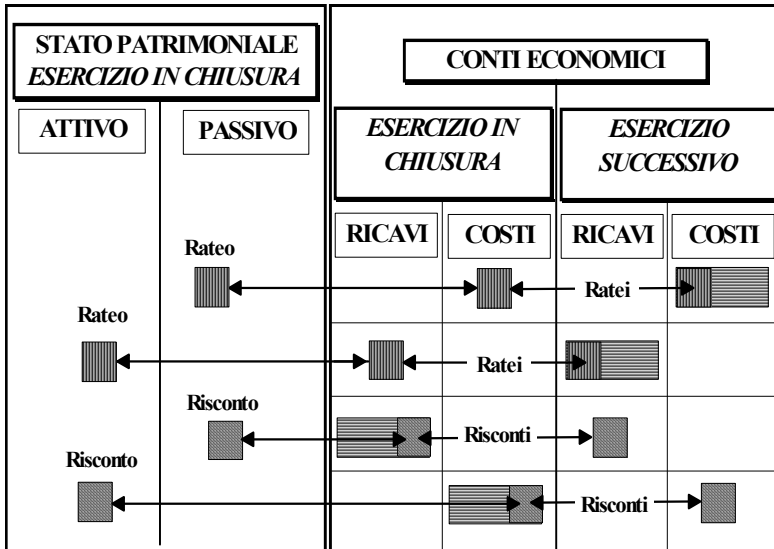 STATO PATRIMONIALE
ESERCIZIO IN CHIUSURA
CONTI ECONOMICI
ATTIVO
PASSIVO
ESERCIZIO IN
CHIUSURA
ESERCIZIO
SUCCESSIVO
RICAVI
COSTI
RICAVI
COSTI
Rateo
Ratei
Rateo
Ratei
Risconto
Risconti
Risconto
Risconti